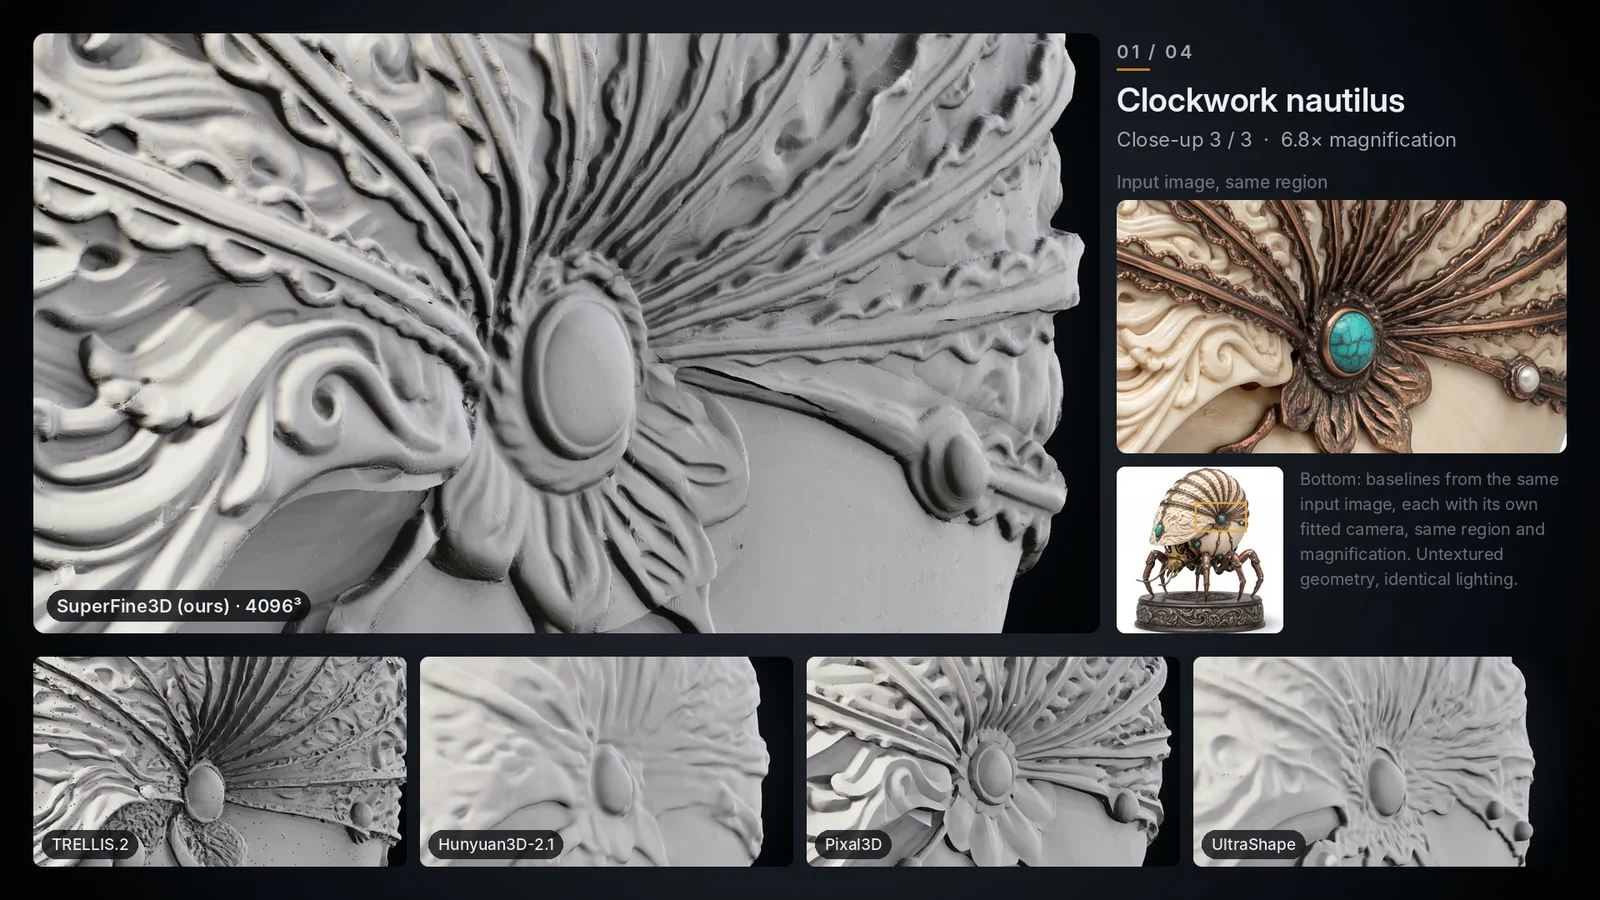 01 / 04
Clockwork nautilus
Close-up 3 / 3 · 6.8× magnification
Input image, same region
SuperFine3D (ours) · 4096³
Bottom: baselines from the same
input image, each with its own
fitted camera, same region and
magnification. Untextured
geometry, identical lighting.
TRELLIS.2
Hunyuan3D-2.1
Pixal3D
UltraShape